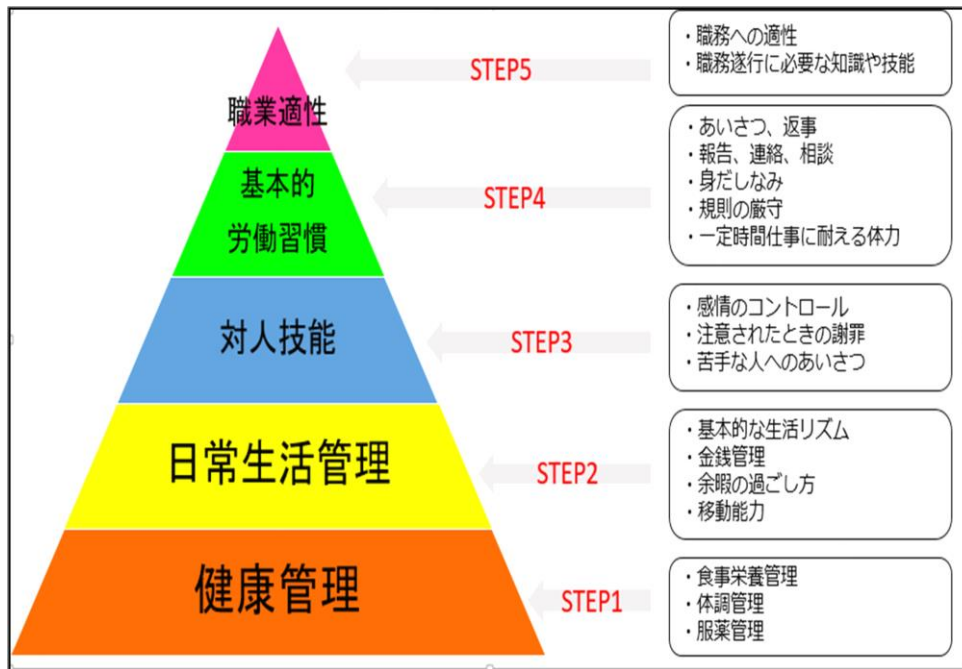 職業適性
STEP5
・職務への適性
・職務遂行に必要な知識や技能
基本的
労働習慣
STEP4
・あいさつ、返事
・報告、連絡、相談
・身だしなみ
・規則の厳守
・一定時間仕事に耐える体力
対人技能
STEP3
・感情のコントロール
・注意されたときの謝罪
・苦手な人へのあいさつ
日常生活管理
STEP2
・基本的な生活リズム
・金銭管理
・余暇の過ごし方
・移動能力
健康管理
STEP1
・食事栄養管理
・体調管理
・服薬管理